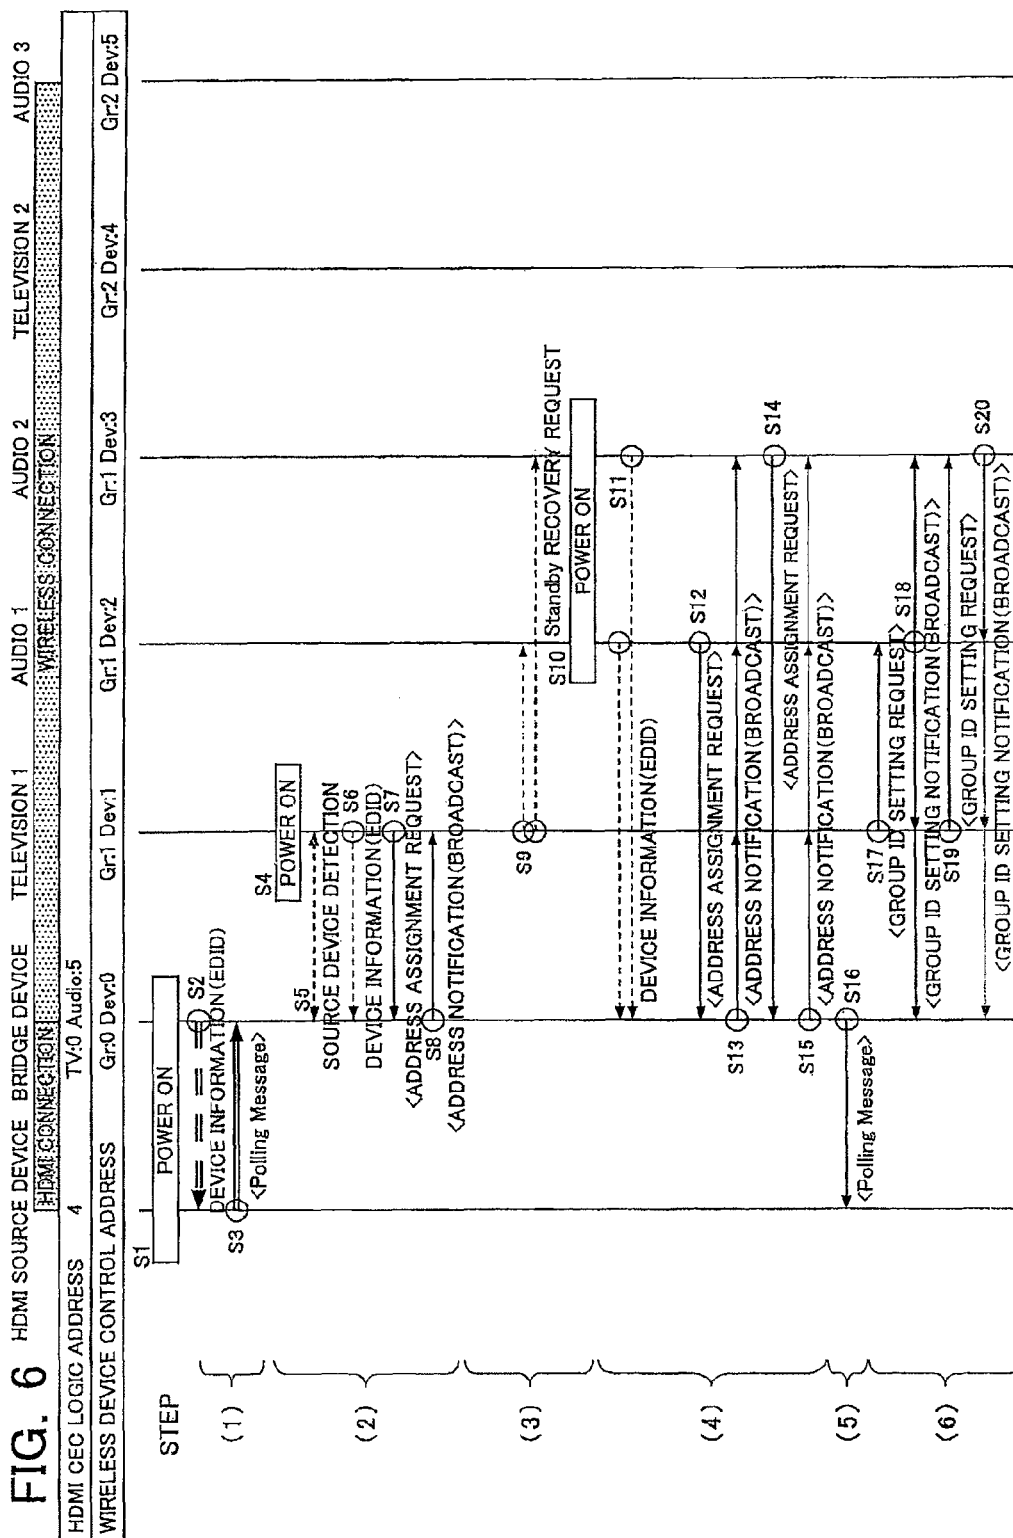 FIG. 6
HDMI SOURCE DEVICE BRIDGE DEVICE TELEVISION 1 AUDIO 1 AUDIO 2 TELEVISION 2 AUDIO 3
HDMI CONNECTION WIRELESS CONNECTION
HDMI CEC LOGIC ADDRESS 4 TV:0 Audio:5
WIRELESS DEVICE CONTROL ADDRESS Gr:0 Dev:0 Gr:1 Dev:1 Gr:1 Dev:2 Gr:1 Dev:3 Gr:2 Dev:4 Gr:2 Dev:5
STEP
S1
POWER ON
(1)
S2
DEVICE INFORMATION(EDID)
S3
<Polling Message>
(2)
S4
POWER ON
S5
SOURCE DEVICE DETECTION
S6
DEVICE INFORMATION(EDID)
S7
<ADDRESS ASSIGNMENT REQUEST>
S8
<ADDRESS NOTIFICATION(BROADCAST)>
(3)
S9
S10 Standby RECOVERY REQUEST
POWER ON
(4)
S11
DEVICE INFORMATION(EDID)
S12
<ADDRESS ASSIGNMENT REQUEST>
S13
<ADDRESS NOTIFICATION(BROADCAST)>
S14
<ADDRESS ASSIGNMENT REQUEST>
S15
<ADDRESS NOTIFICATION(BROADCAST)>
(5)
S16
<Polling Message>
(6)
S17
<GROUP ID SETTING REQUEST>
S18
<GROUP ID SETTING NOTIFICATION(BROADCAST)>
S19
<GROUP ID SETTING REQUEST>
S20
<GROUP ID SETTING NOTIFICATION(BROADCAST)>